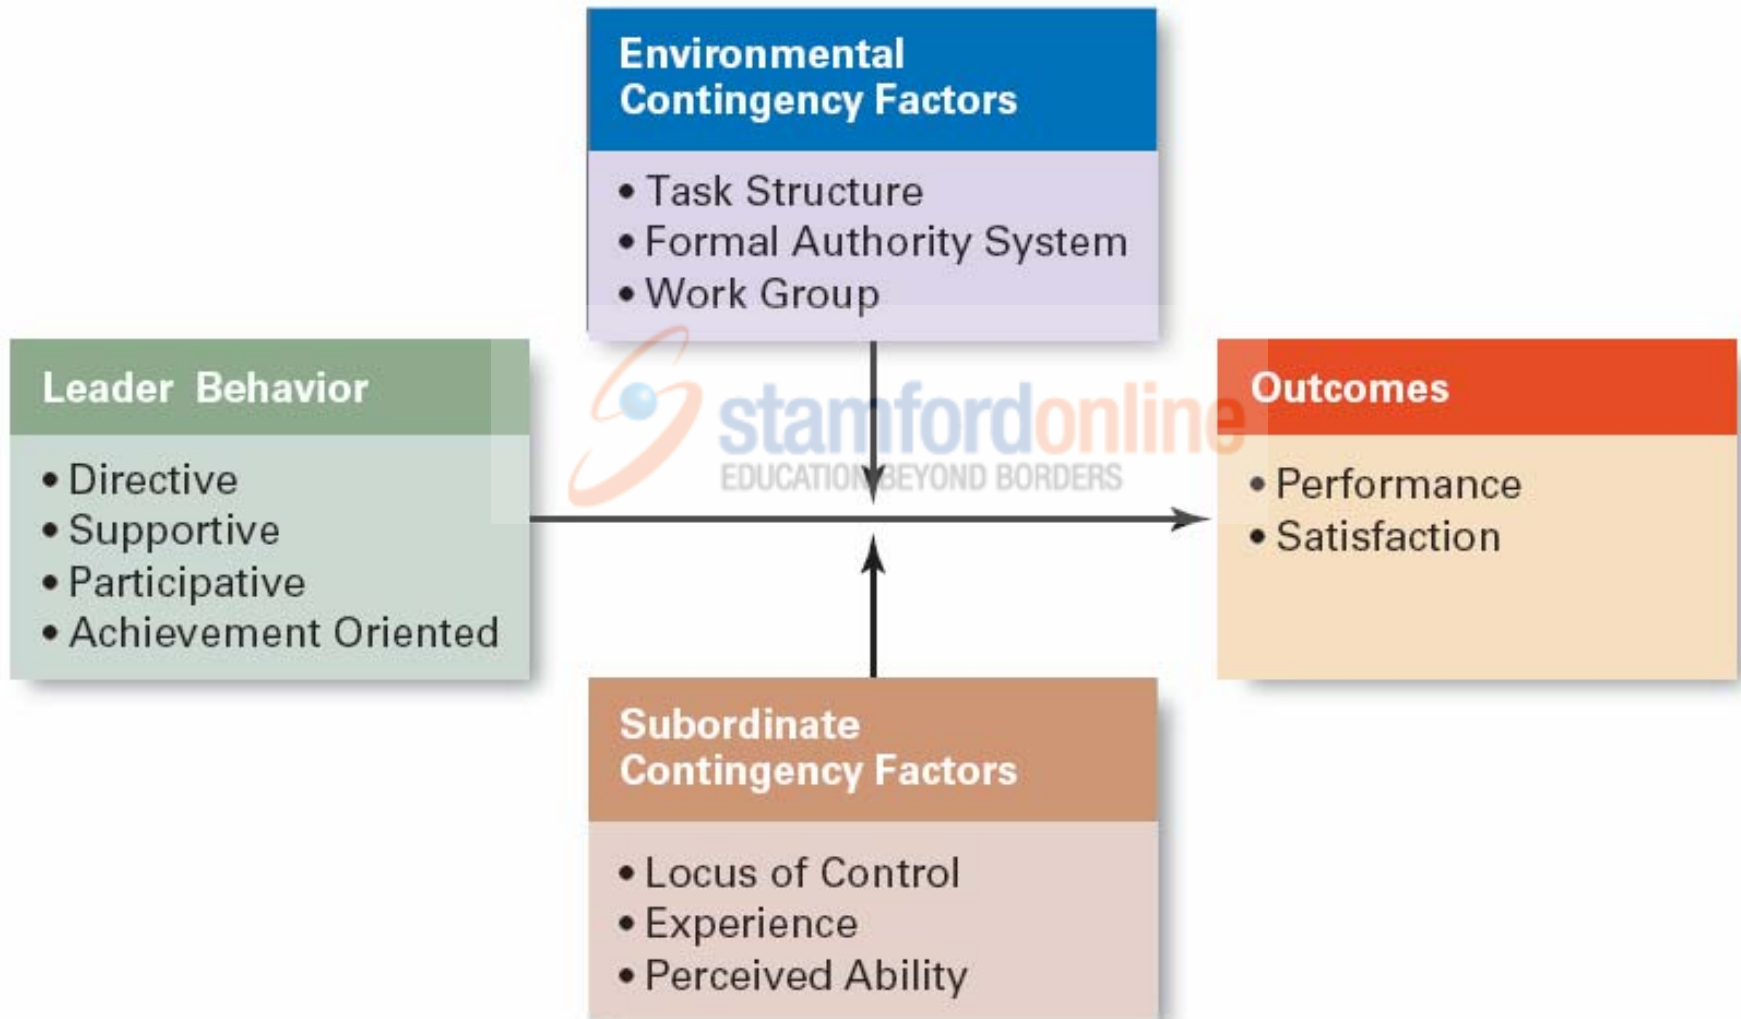 Environmental
Contingency Factors
• Task Structure
• Formal Authority System
• Work Group
Leader Behavior
• Directive
• Supportive
• Participative
• Achievement Oriented
stamfordonline
EDUCATION BEYOND BORDERS
Outcomes
• Performance
• Satisfaction
Subordinate
Contingency Factors
• Locus of Control
• Experience
• Perceived Ability